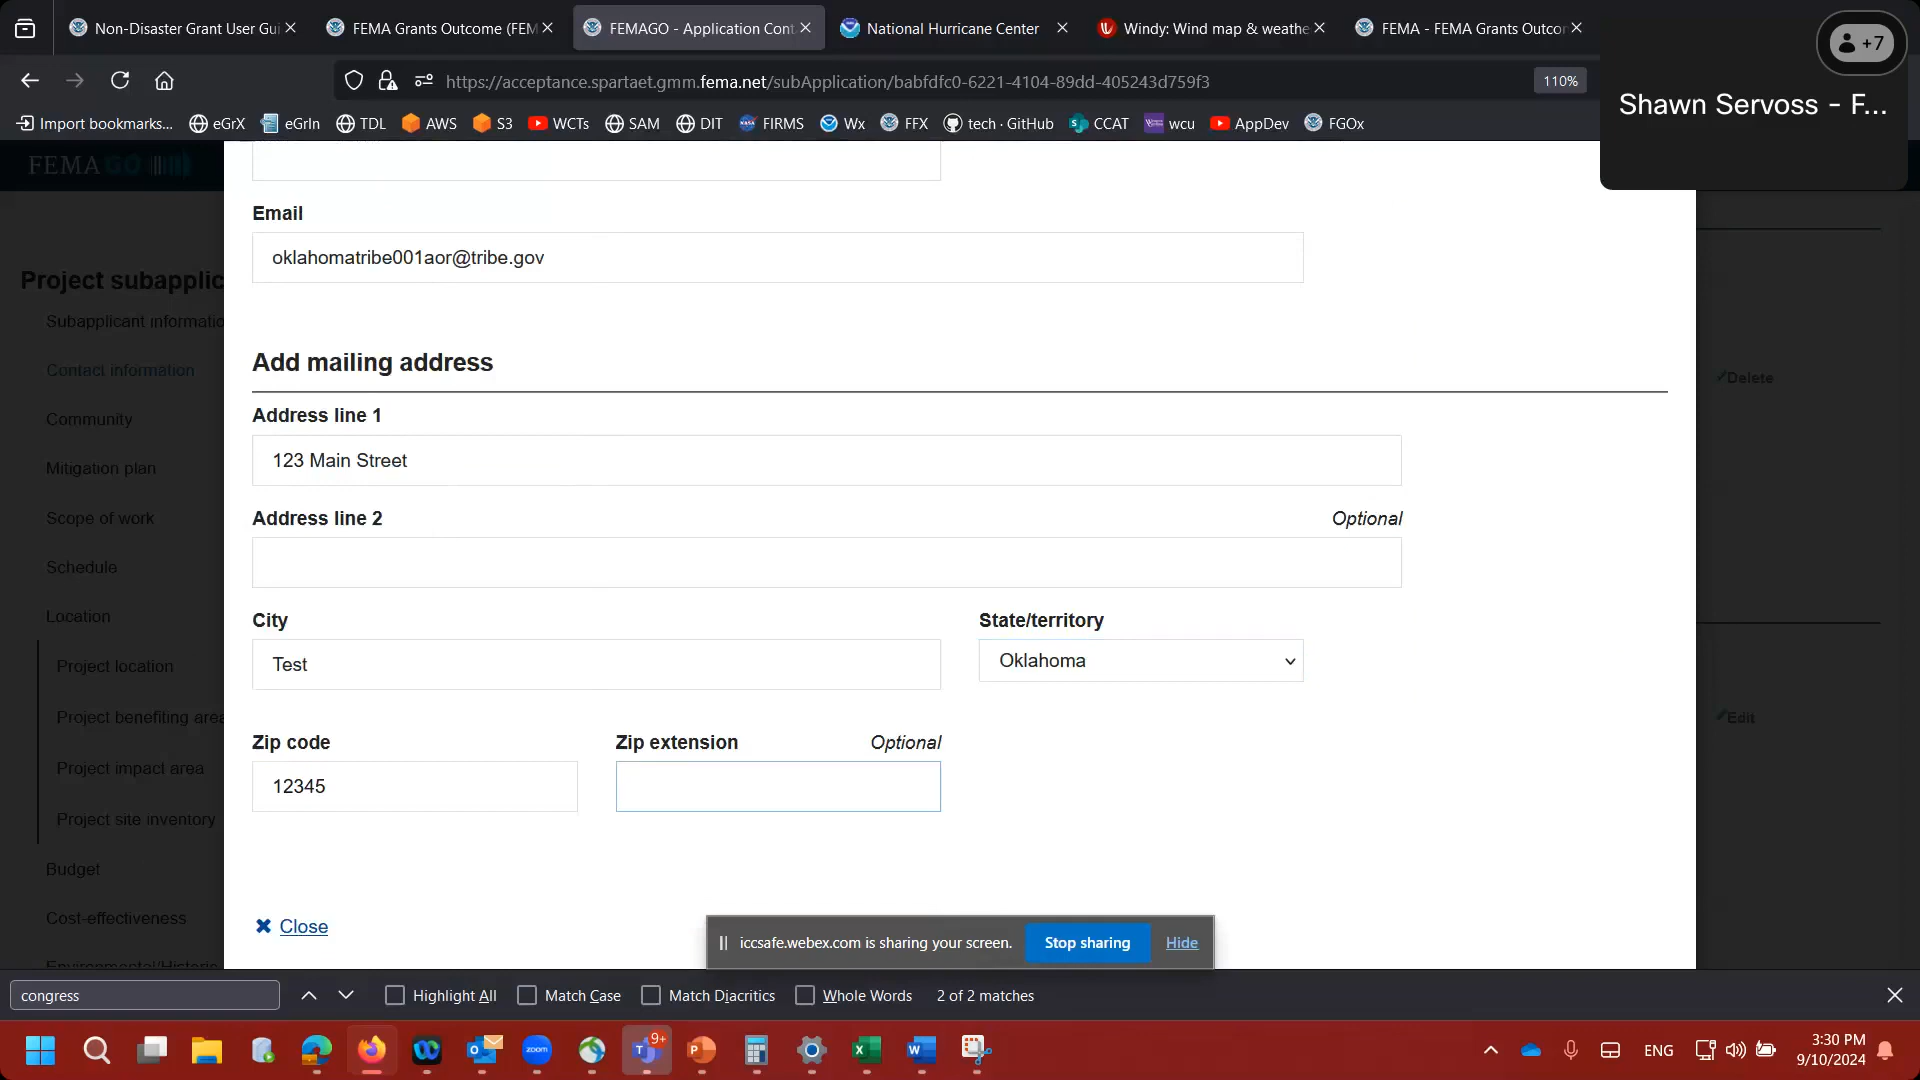 Non-Disaster Grant User Gui
FEMA Grants Outcome (FEM
FEMAGO - Application Cont
National Hurricane Center
Windy: Wind map & weathe
FEMA - FEMA Grants Outcor
+7
https://acceptance.spartaet.gmm.fema.net/subApplication/babfdfc0-6221-4104-89dd-405243d759f3
110%
Shawn Servoss - F...
Import bookmarks...
eGrX
eGrIn
TDL
AWS
S3
WCTs
SAM
DIT
FIRMS
Wx
FFX
tech · GitHub
CCAT
wcu
AppDev
FGOx
FEMA GO
Email
oklahomatribe001aor@tribe.gov
Project subapplic
Subapplicant informatio
Contact information
Community
Mitigation plan
Scope of work
Schedule
Location
Project location
Project benefiting area
Project impact area
Project site inventory
Budget
Cost-effectiveness
Environmental/Historic
Add mailing address
Delete
Address line 1
123 Main Street
Address line 2
Optional
City
State/territory
Test
Oklahoma
Edit
Zip code
Zip extension
Optional
12345
Close
iccsafe.webex.com is sharing your screen.
Stop sharing
Hide
congress
Highlight All
Match Case
Match Diacritics
Whole Words
2 of 2 matches
9+
zoom
ENG
3:30 PM
9/10/2024